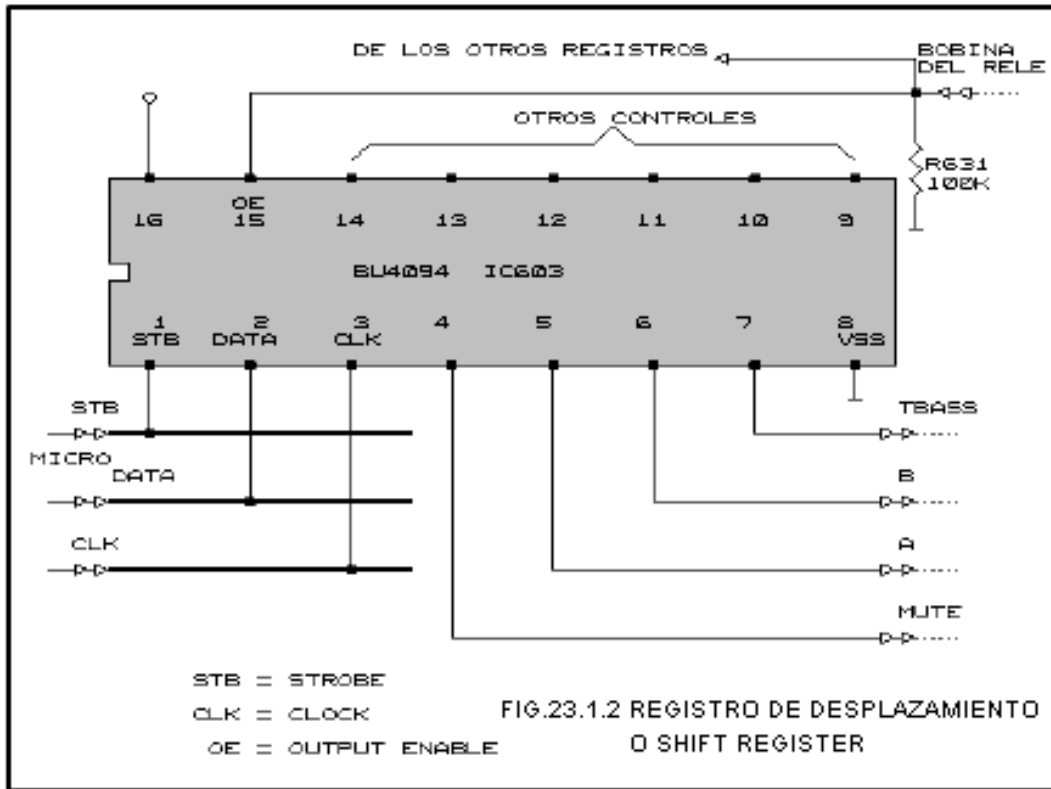 DE LOS OTROS REGISTROS
BOBINA
DEL RELE
OTROS CONTROLES
R631
100K
OE
16 15 14 13 12 11 10 9
BU4094 IC603
1 2 3 4 5 6 7 8
STB DATA CLK VSS
STB
MICRO
DATA
CLK
TBASS
B
A
MUTE
STB = STROBE
CLK = CLOCK
OE = OUTPUT ENABLE
FIG.23.1.2 REGISTRO DE DESPLAZAMIENTO
O SHIFT REGISTER